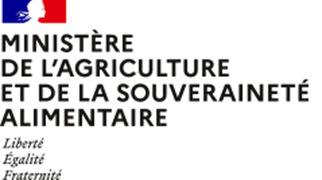 MINISTÈRE
DE L'AGRICULTURE
ET DE LA SOUVERAINETÉ
ALIMENTAIRE
Liberté
Égalité
Fraternité